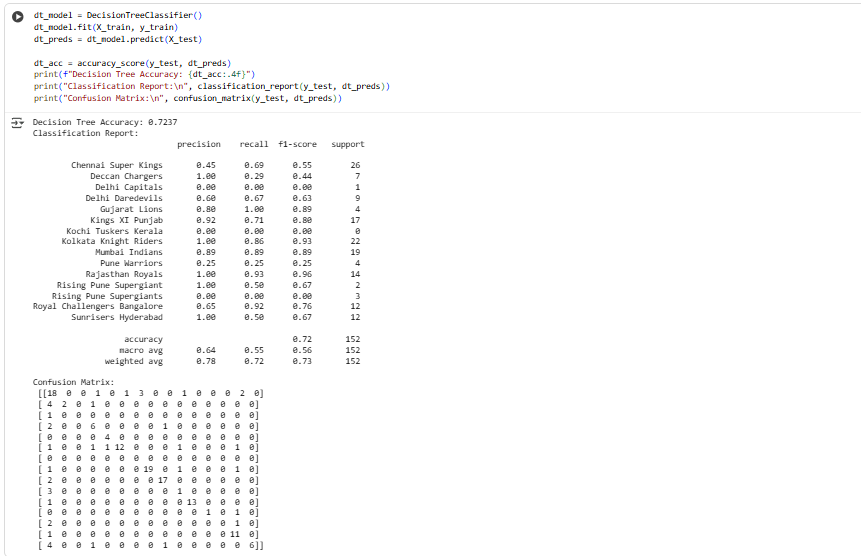 dt_model = DecisionTreeClassifier()
dt_model.fit(X_train, y_train)
dt_preds = dt_model.predict(X_test)
dt_acc = accuracy_score(y_test, dt_preds)
print(f"Decision Tree Accuracy: {dt_acc:.4f}")
print("Classification Report:\n", classification_report(y_test, dt_preds))
print("Confusion Matrix:\n", confusion_matrix(y_test, dt_preds))
Decision Tree Accuracy: 0.7237
Classification Report:
precision recall f1-score support
Chennai Super Kings 0.45 0.69 0.55 26
Deccan Chargers 1.00 0.29 0.44 7
Delhi Capitals 0.00 0.00 0.00 1
Delhi Daredevils 0.60 0.67 0.63 9
Gujarat Lions 0.80 1.00 0.89 4
Kings XI Punjab 0.92 0.71 0.80 17
Kochi Tuskers Kerala 0.00 0.00 0.00 0
Kolkata Knight Riders 1.00 0.86 0.93 22
Mumbai Indians 0.89 0.89 0.89 19
Pune Warriors 0.25 0.25 0.25 4
Rajasthan Royals 1.00 0.93 0.96 14
Rising Pune Supergiant 1.00 0.50 0.67 2
Rising Pune Supergiants 0.00 0.00 0.00 3
Royal Challengers Bangalore 0.65 0.92 0.76 12
Sunrisers Hyderabad 1.00 0.50 0.67 12
accuracy 0.72 152
macro avg 0.64 0.55 0.56 152
weighted avg 0.78 0.72 0.73 152
Confusion Matrix:
[[18 0 0 1 0 1 3 0 0 1 0 0 0 2 0]
[ 4 2 0 1 0 0 0 0 0 0 0 0 0 0 0]
[ 1 0 0 0 0 0 0 0 0 0 0 0 0 0 0]
[ 2 0 0 6 0 0 0 0 1 0 0 0 0 0 0]
[ 0 0 0 0 4 0 0 0 0 0 0 0 0 0 0]
[ 1 0 0 1 1 12 0 0 0 1 0 0 0 1 0]
[ 0 0 0 0 0 0 0 0 0 0 0 0 0 0 0]
[ 1 0 0 0 0 0 0 19 0 1 0 0 0 1 0]
[ 2 0 0 0 0 0 0 0 17 0 0 0 0 0 0]
[ 3 0 0 0 0 0 0 0 0 1 0 0 0 0 0]
[ 1 0 0 0 0 0 0 0 0 0 13 0 0 0 0]
[ 0 0 0 0 0 0 0 0 0 0 0 1 0 1 0]
[ 2 0 0 0 0 0 0 0 0 0 0 0 0 1 0]
[ 1 0 0 0 0 0 0 0 0 0 0 0 0 11 0]
[ 4 0 0 1 0 0 0 0 1 0 0 0 0 0 6]]